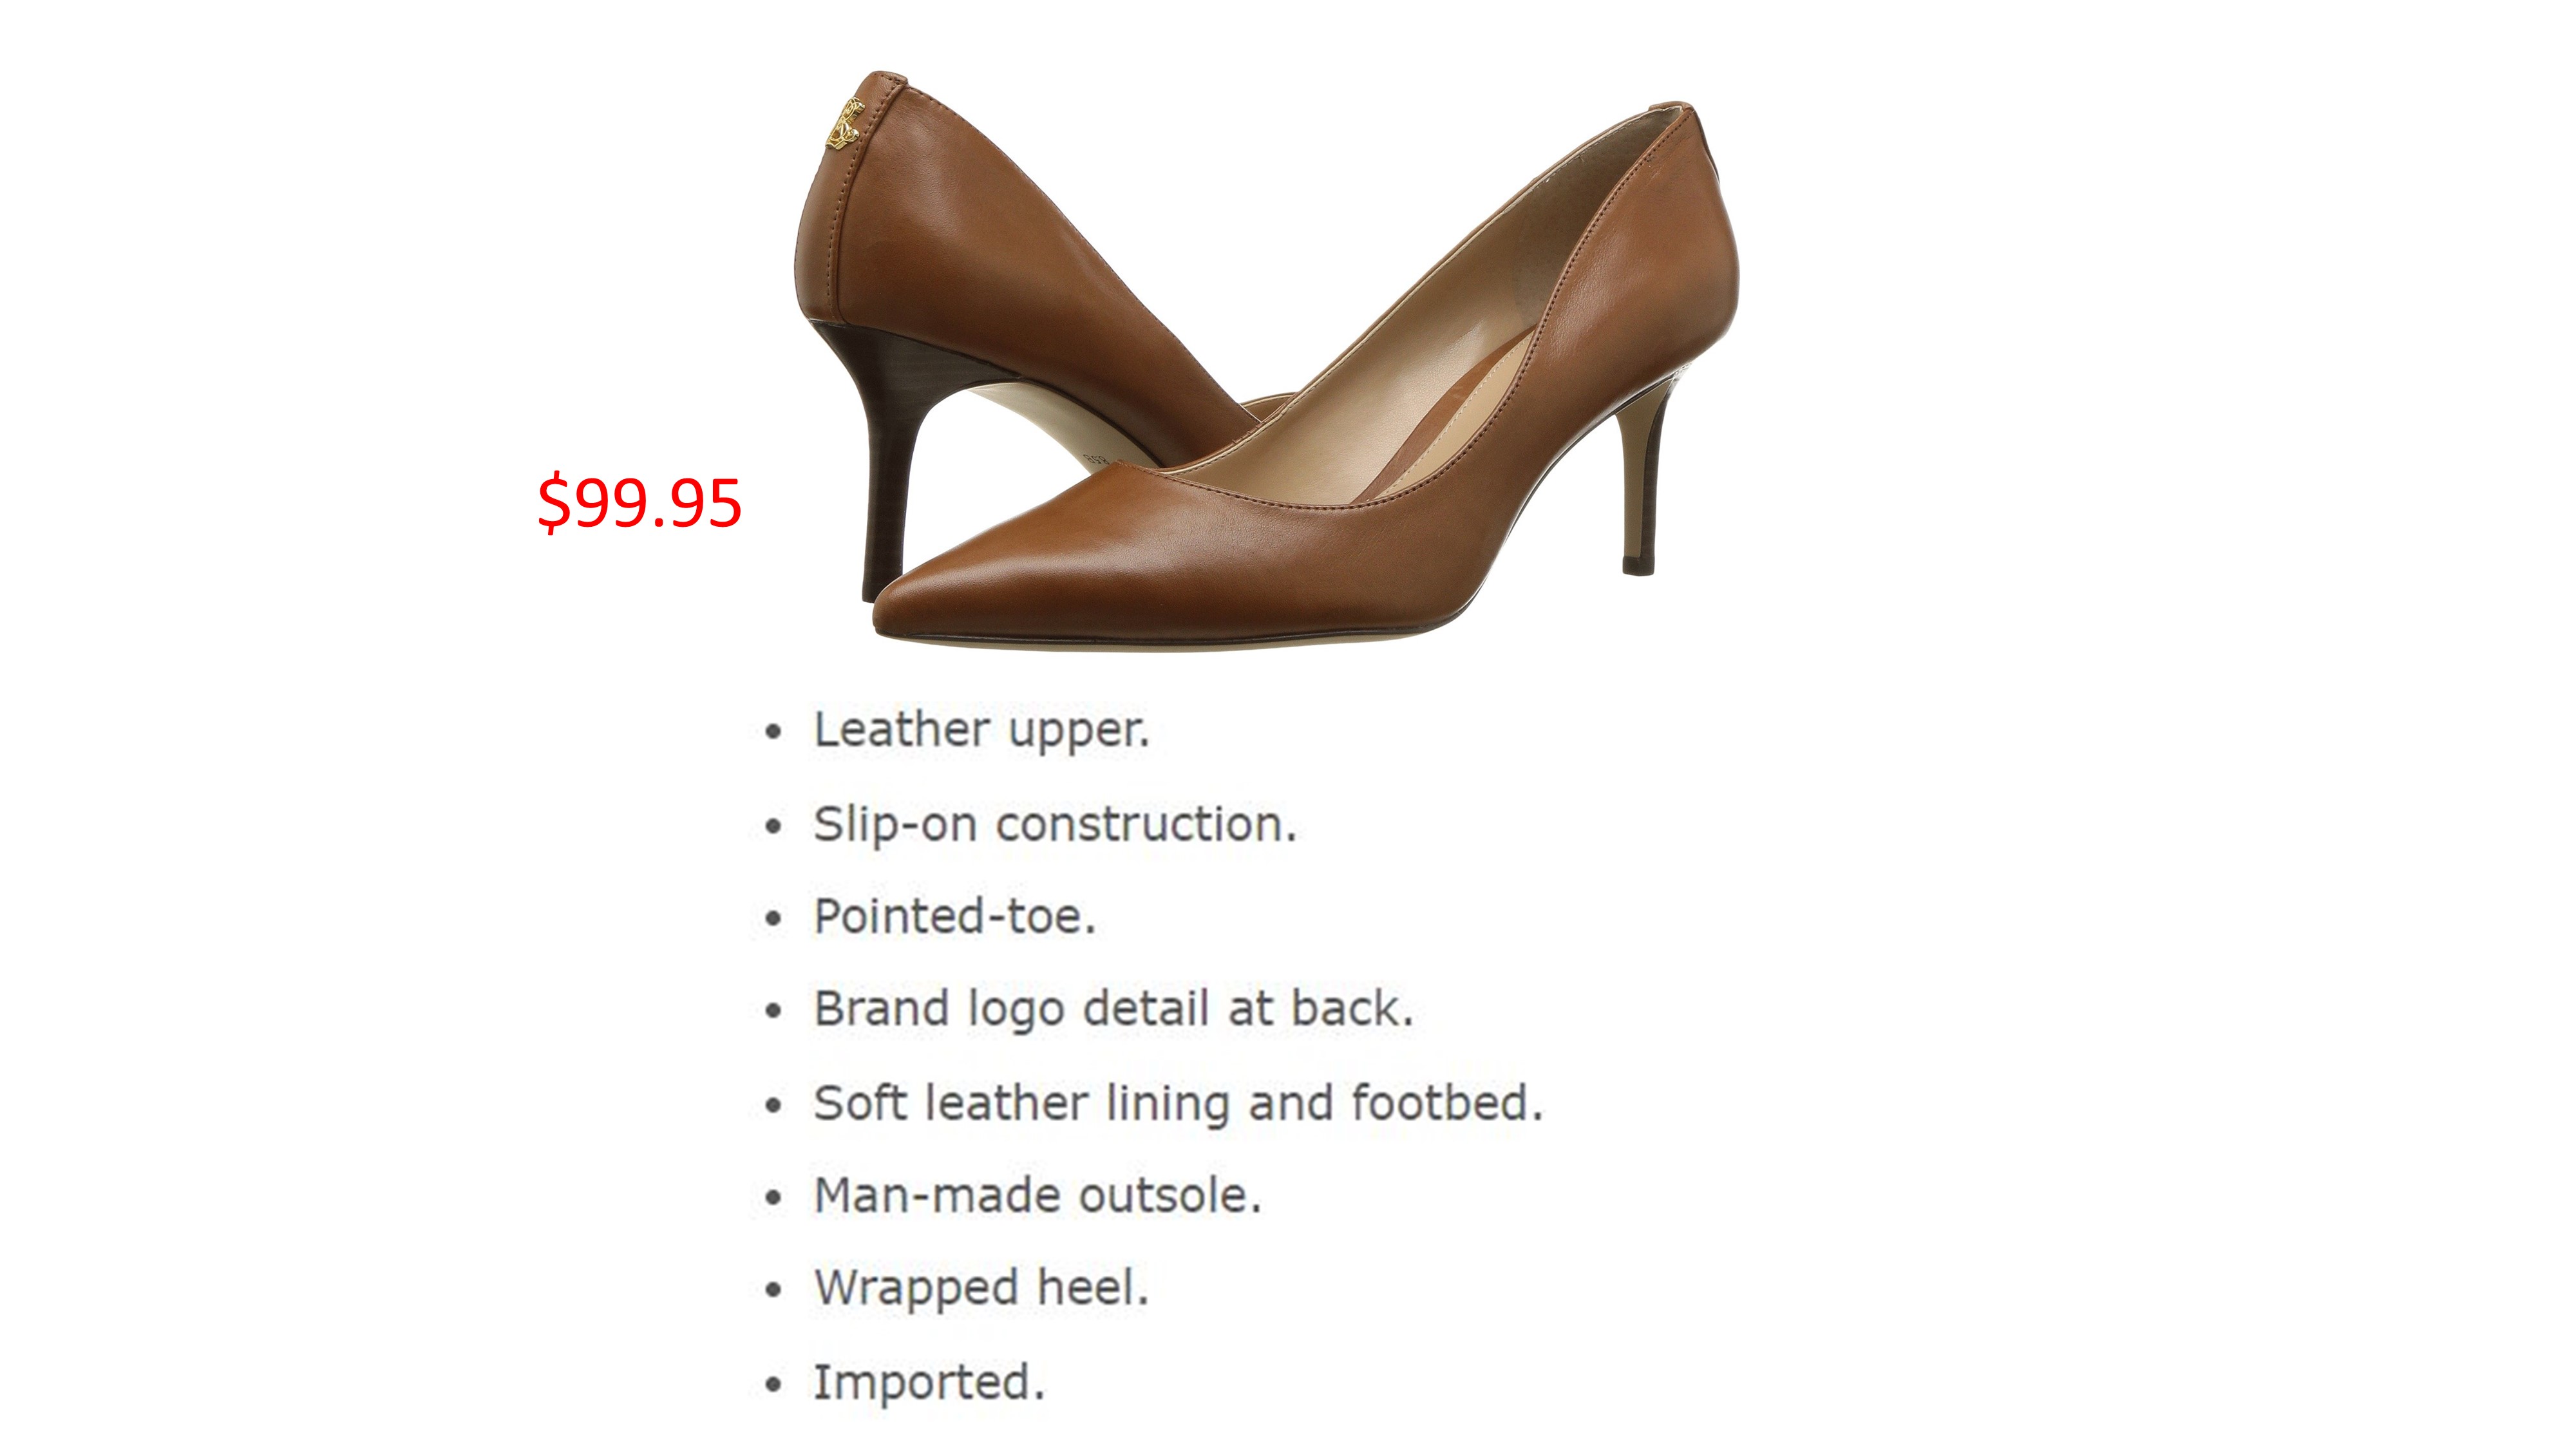 $99.95
• Leather upper.
• Slip-on construction.
• Pointed-toe.
• Brand logo detail at back.
• Soft leather lining and footbed.
• Man-made outsole.
• Wrapped heel.
• Imported.